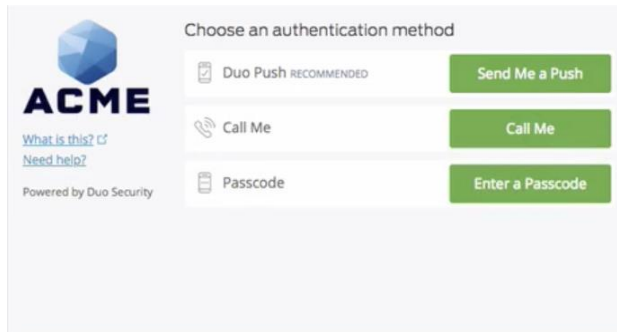 Choose an authentication method
Duo Push RECOMMENDED
Send Me a Push
Call Me
Call Me
Passcode
Enter a Passcode
ACME
What is this?
Need help?
Powered by Duo Security